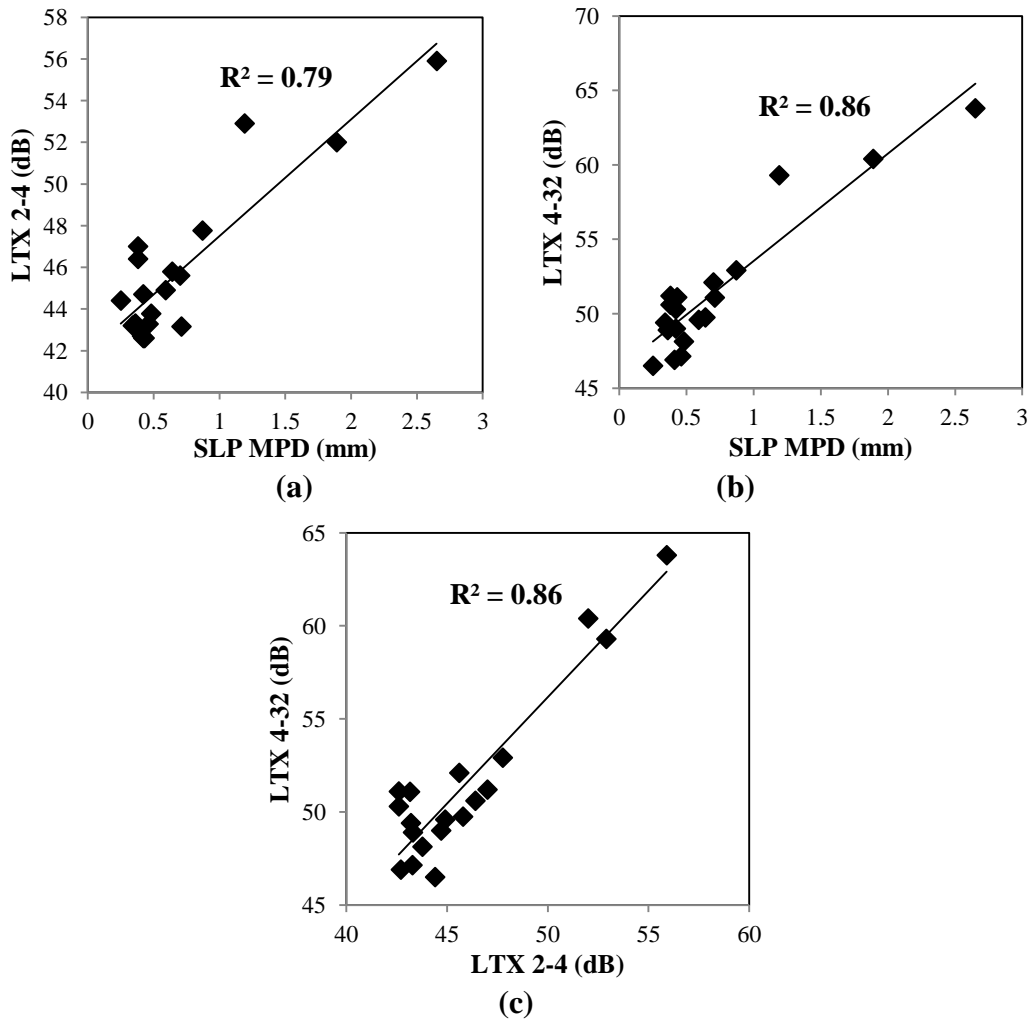 58
56
54
52
50
48
46
44
42
40
LTX 2-4 (dB)
R² = 0.79
0 0.5 1 1.5 2 2.5 3
SLP MPD (mm)
(a)
70
65
60
55
50
45
LTX 4-32 (dB)
R² = 0.86
0 0.5 1 1.5 2 2.5 3
SLP MPD (mm)
(b)
65
60
55
50
45
LTX 4-32 (dB)
R² = 0.86
40 45 50 55 60
LTX 2-4 (dB)
(c)